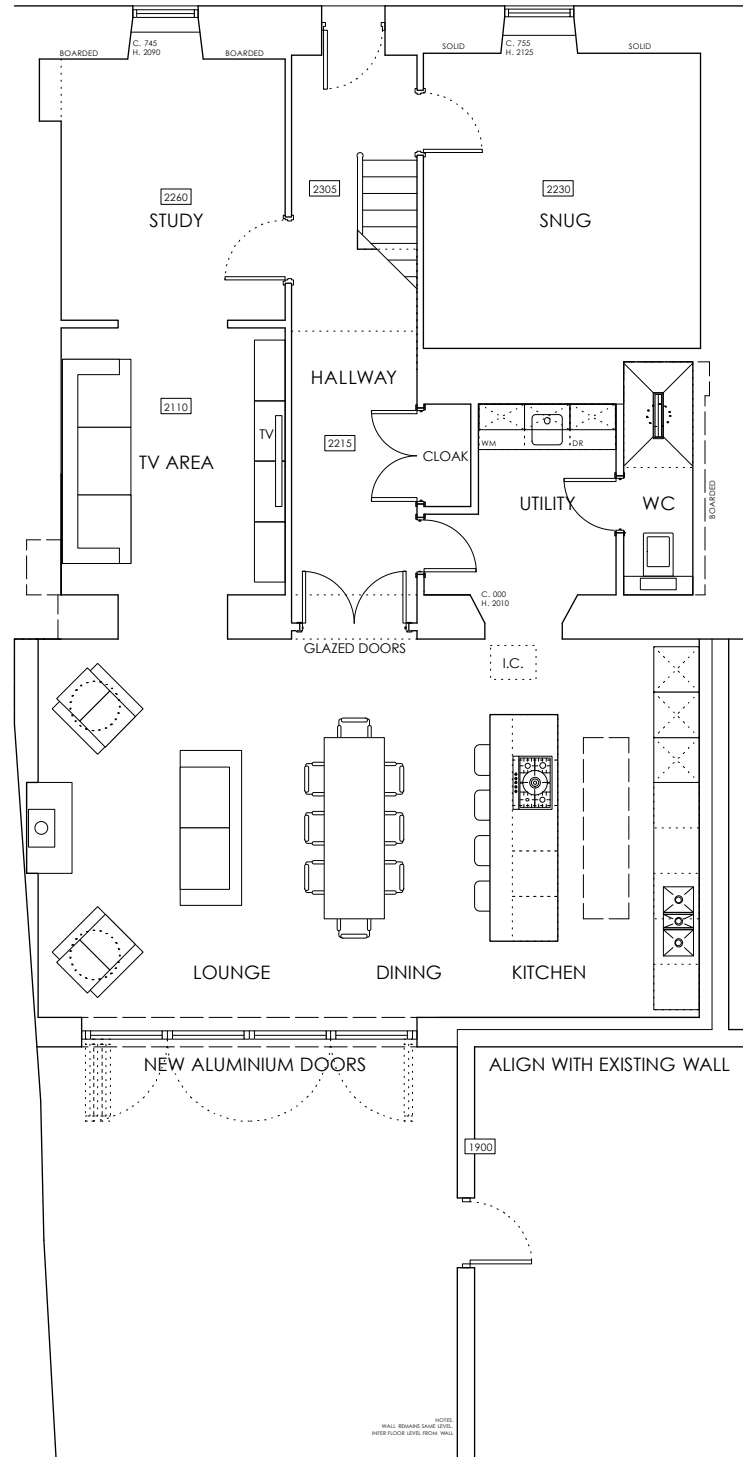 C. 745
H. 2090
BOARDED
BOARDED
SOLID
C. 755
H. 2125
SOLID
2260
STUDY
2305
2230
SNUG
HALLWAY
2110
TV AREA
TV
2215
CLOAK
WM
DR
UTILITY
WC
BOARDED
C. 000
H. 2010
GLAZED DOORS
I.C.
LOUNGE
DINING
KITCHEN
NEW ALUMINIUM DOORS
ALIGN WITH EXISTING WALL
1900
NOTES.
WALL REMAINS SAME LEVEL.
INFER FLOOR LEVEL FROM WALL